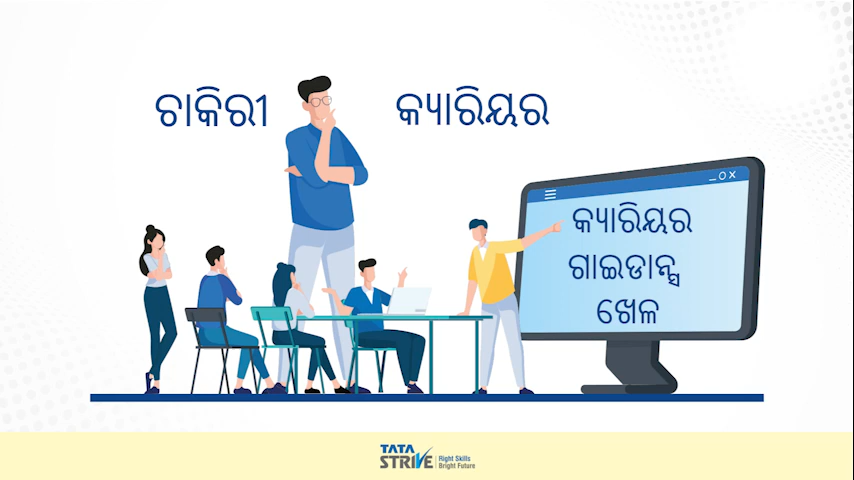 ଚାକିରୀ
କ୍ୟାରିୟର
କ୍ୟାରିୟର
ଗାଇଡାନ୍ସ
ଖେଳ
TATA
STRIVE
Right Skills
Bright Future